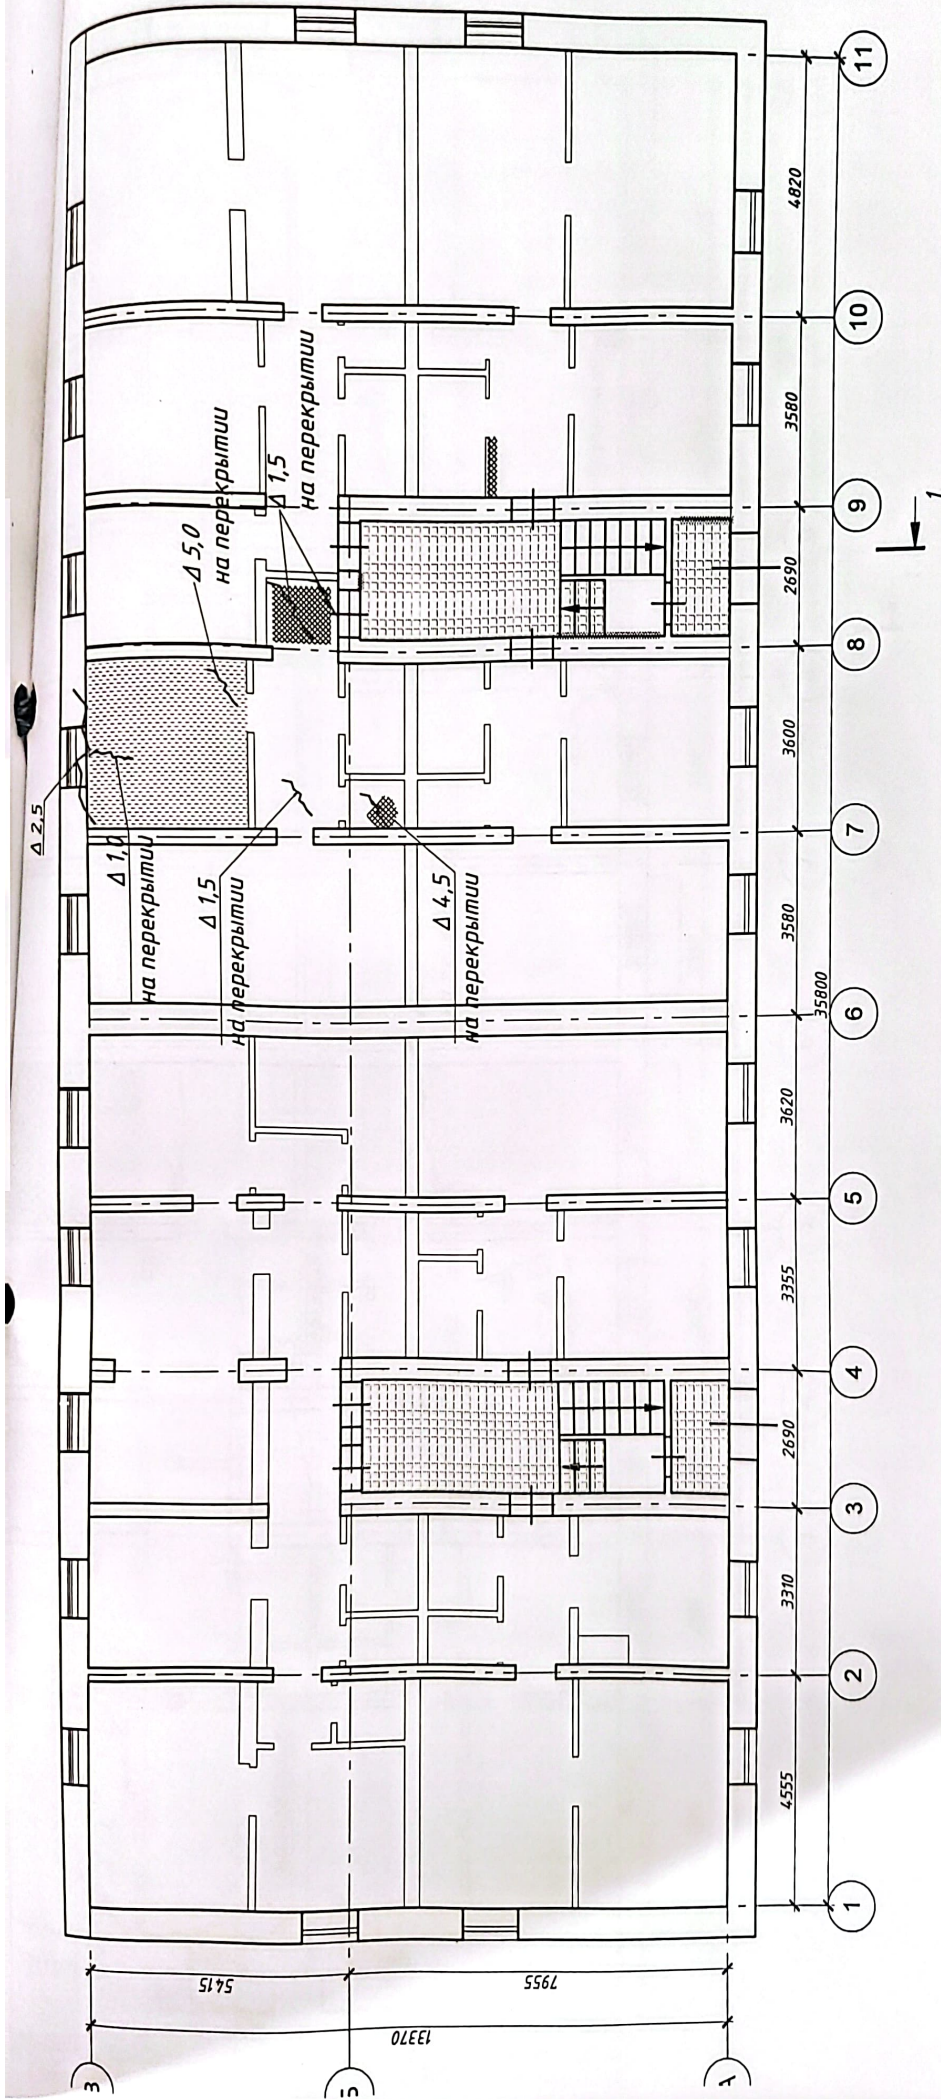 Δ 2,5
Δ 1,0
на перекрытии
Δ 1,5
на перекрытии
Δ 4,5
на перекрытии
Δ 5,0
на перекрытии
Δ 1,5
на перекрытии
4555
3310
2690
3355
3620
3580
3600
2690
3580
4820
35800
1
2
3
4
5
6
7
8
9
10
11
1
5415
7955
13370
В
Б
А